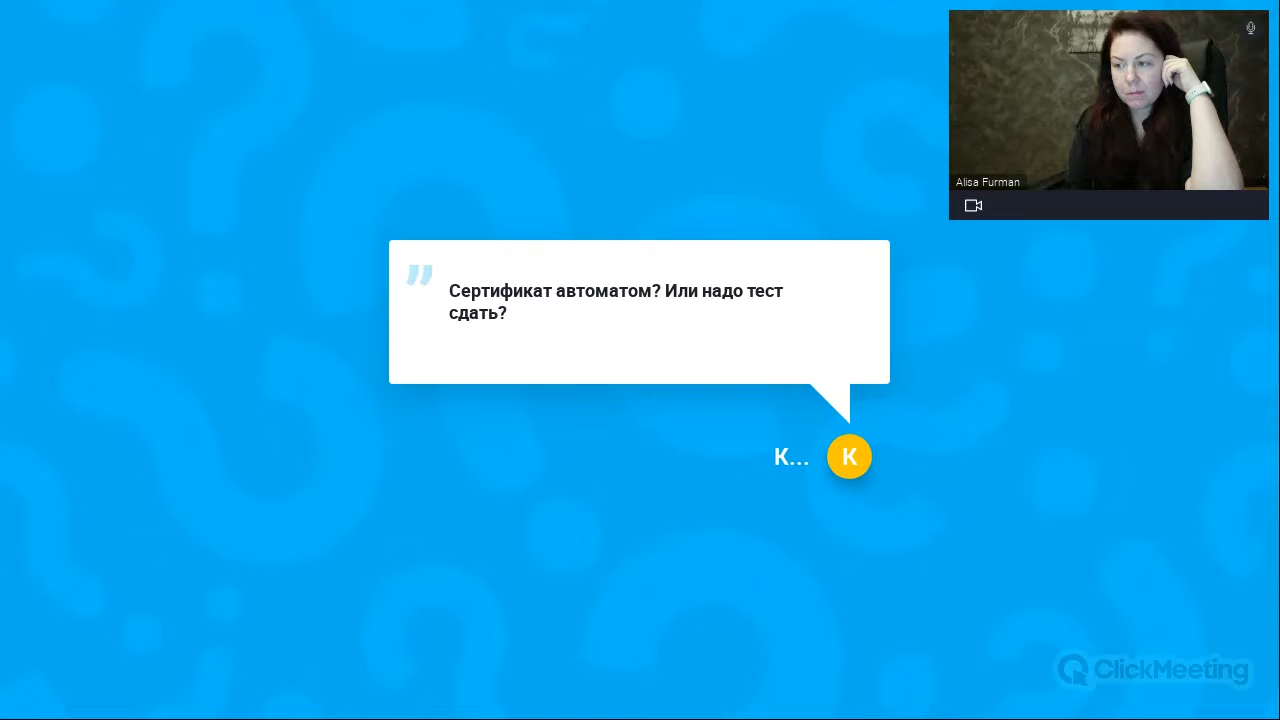 Alisa Furman
Сертификат автоматом? Или надо тест
сдать?
К... К
ClickMeeting